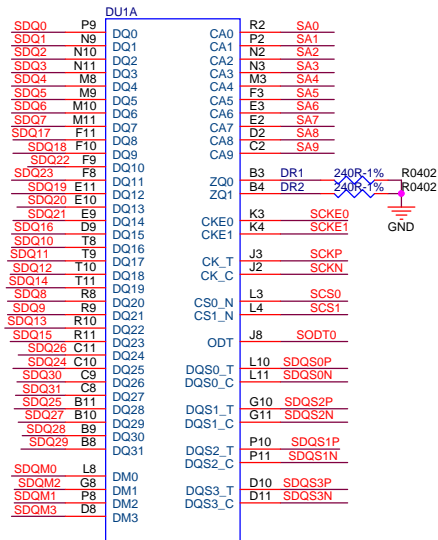 DU1A
SDQ0 P9 DQ0 CA0 R2 SA0
SDQ1 N9 DQ1 CA1 P2 SA1
SDQ2 N10 DQ2 CA2 N2 SA2
SDQ3 N11 DQ3 CA3 N3 SA3
SDQ4 M8 DQ4 CA4 M3 SA4
SDQ5 M9 DQ5 CA5 F3 SA5
SDQ6 M10 DQ6 CA6 E3 SA6
SDQ7 M11 DQ7 CA7 E2 SA7
SDQ17 F11 DQ8 CA8 D2 SA8
SDQ18 F10 DQ9 CA9 C2 SA9
SDQ22 F9 DQ10
SDQ23 F8 DQ11 ZQ0 B3 DR1 240R-1% R0402
SDQ19 E11 DQ12 ZQ1 B4 DR2 240R-1% R0402
SDQ20 E10 DQ13
SDQ21 E9 DQ14 CKE0 K3 SCKE0
SDQ16 D9 DQ15 CKE1 K4 SCKE1
GND
SDQ10 T8 DQ16
SDQ11 T9 DQ17 CK_T J3 SCKP
SDQ12 T10 DQ18 CK_C J2 SCKN
SDQ14 T11 DQ19
SDQ8 R8 DQ20 CS0_N L3 SCS0
SDQ9 R9 DQ21 CS1_N L4 SCS1
SDQ13 R10 DQ22
SDQ15 R11 DQ23 ODT J8 SODT0
SDQ26 C11 DQ24
SDQ24 C10 DQ25 DQS0_T L10 SDQS0P
SDQ30 C9 DQ26 DQS0_C L11 SDQS0N
SDQ31 C8 DQ27
SDQ25 B11 DQ28 DQS1_T G10 SDQS2P
SDQ27 B10 DQ29 DQS1_C G11 SDQS2N
SDQ28 B9 DQ30
SDQ29 B8 DQ31 DQS2_T P10 SDQS1P
DQS2_C P11 SDQS1N
SDQM0 L8 DM0
SDQM2 G8 DM1 DQS3_T D10 SDQS3P
SDQM1 P8 DM2 DQS3_C D11 SDQS3N
SDQM3 D8 DM3